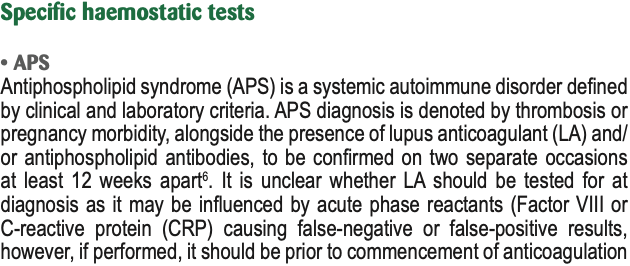 Specific haemostatic tests
• APS
Antiphospholipid syndrome (APS) is a systemic autoimmune disorder defined
by clinical and laboratory criteria. APS diagnosis is denoted by thrombosis or
pregnancy morbidity, alongside the presence of lupus anticoagulant (LA) and/
or antiphospholipid antibodies, to be confirmed on two separate occasions
at least 12 weeks apart⁶. It is unclear whether LA should be tested for at
diagnosis as it may be influenced by acute phase reactants (Factor VIII or
C-reactive protein (CRP) causing false-negative or false-positive results,
however, if performed, it should be prior to commencement of anticoagulation